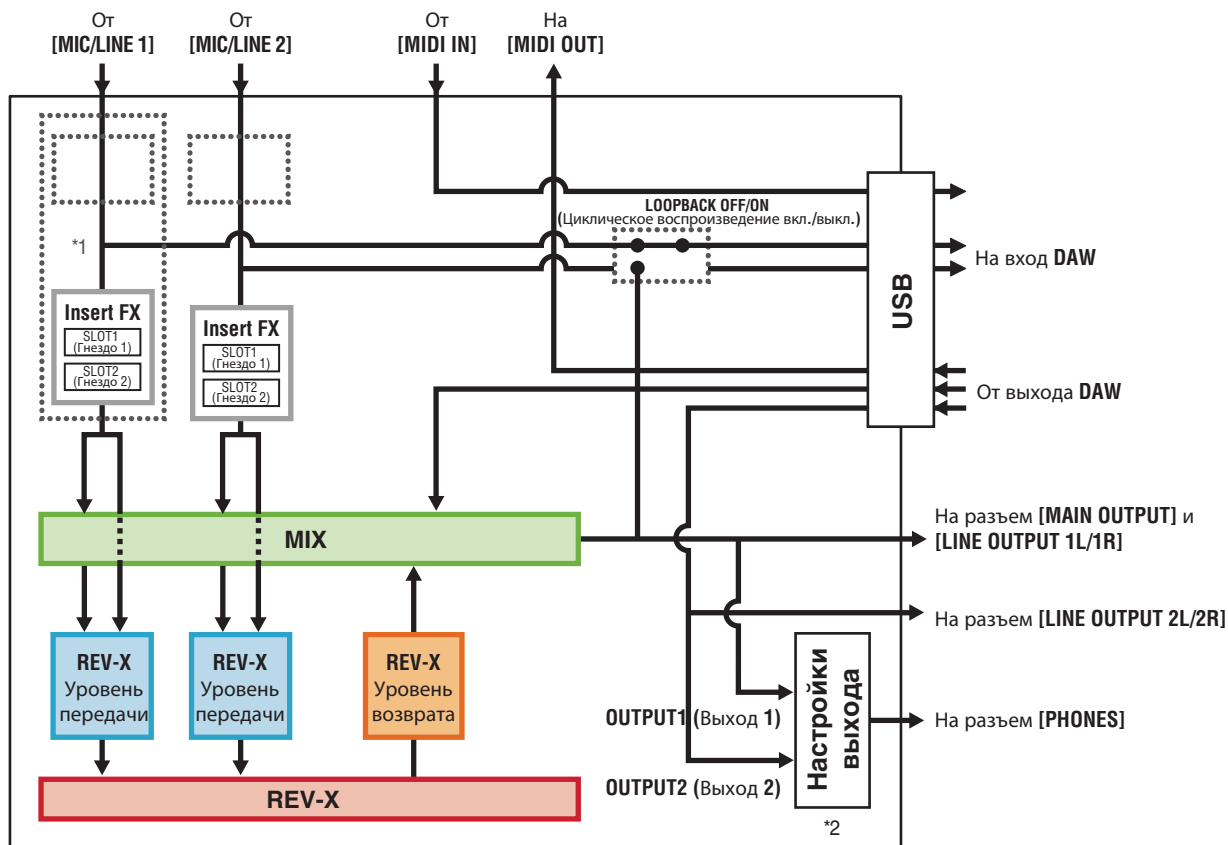 От
[MIC/LINE 1]
От
[MIC/LINE 2]
От
[MIDI IN]
На
[MIDI OUT]
LOOPBACK OFF/ON
(Циклическое воспроизведение вкл./выкл.)
*1
На вход DAW
USB
Insert FX
SLOT1
(Гнездо 1)
SLOT2
(Гнездо 2)
Insert FX
SLOT1
(Гнездо 1)
SLOT2
(Гнездо 2)
От выхода DAW
MIX
На разъем [MAIN OUTPUT] и
[LINE OUTPUT 1L/1R]
На разъем [LINE OUTPUT 2L/2R]
REV-X
Уровень
передачи
REV-X
Уровень
передачи
REV-X
Уровень
возврата
OUTPUT1 (Выход 1)
OUTPUT2 (Выход 2)
Настройки
выхода
На разъем [PHONES]
REV-X
*2